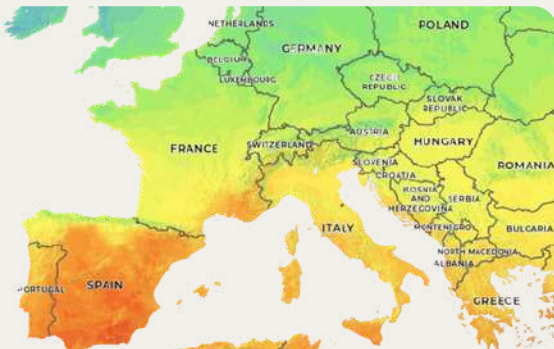 NETHERLANDS
POLAND
GERMANY
BELGIUM
LUXEMBOURG
CZECH
REPUBLIC
SLOVAK
REPUBLIC
AUSTRIA
FRANCE
SWITZERLAND
HUNGARY
SLOVENIA
ROMANIA
CROATIA
BOSNIA
AND
HERZEGOVINA
SERBIA
ITALY
MONTENEGRO
BULGARIA
NORTH MACEDONIA
ALBANIA
PORTUGAL
SPAIN
GREECE